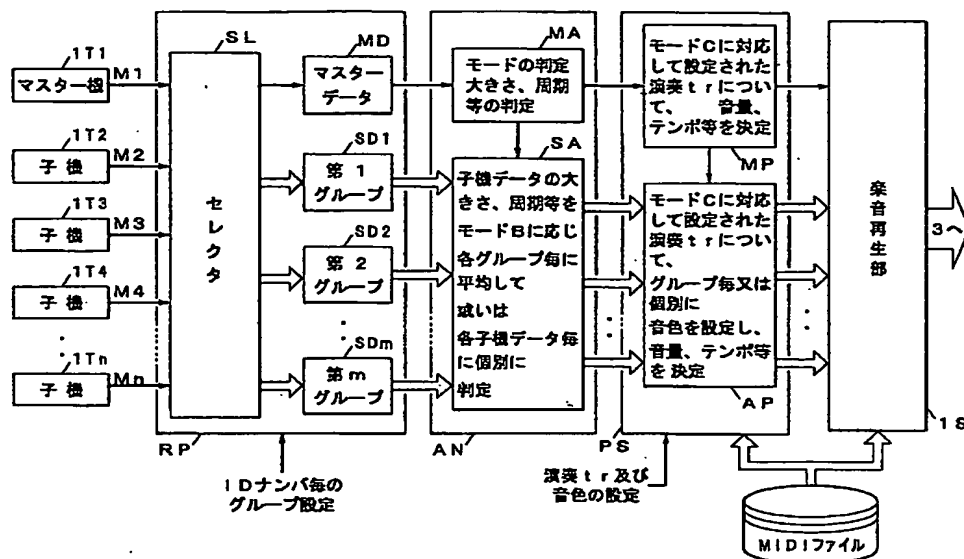 1T1
マスター機
M1
1T2
子機
M2
1T3
子機
M3
1T4
子機
M4
1Tn
子機
Mn
SL
セレクタ
MD
マスター
データ
SD1
第1
グループ
SD2
第2
グループ
SDm
第m
グループ
RP
IDナンバ毎の
グループ設定
MA
モードの判定
大きさ、周期
等の判定
SA
子機データの大
きさ、周期等を
モードBに応じ
各グループ毎に
平均して
或いは
各子機データ毎
に個別に
判定
AN
モードCに対応
して設定された
演奏trについ
て、 音量、
テンポ等を決定
MP
モードCに対応
して設定された
演奏trについ
て、
グループ毎又は
個別に
音色を設定し、
音量、テンポ等
を決定
AP
PS
演奏tr及び
音色の設定
楽音再生部
3へ
1S
MIDIファイル